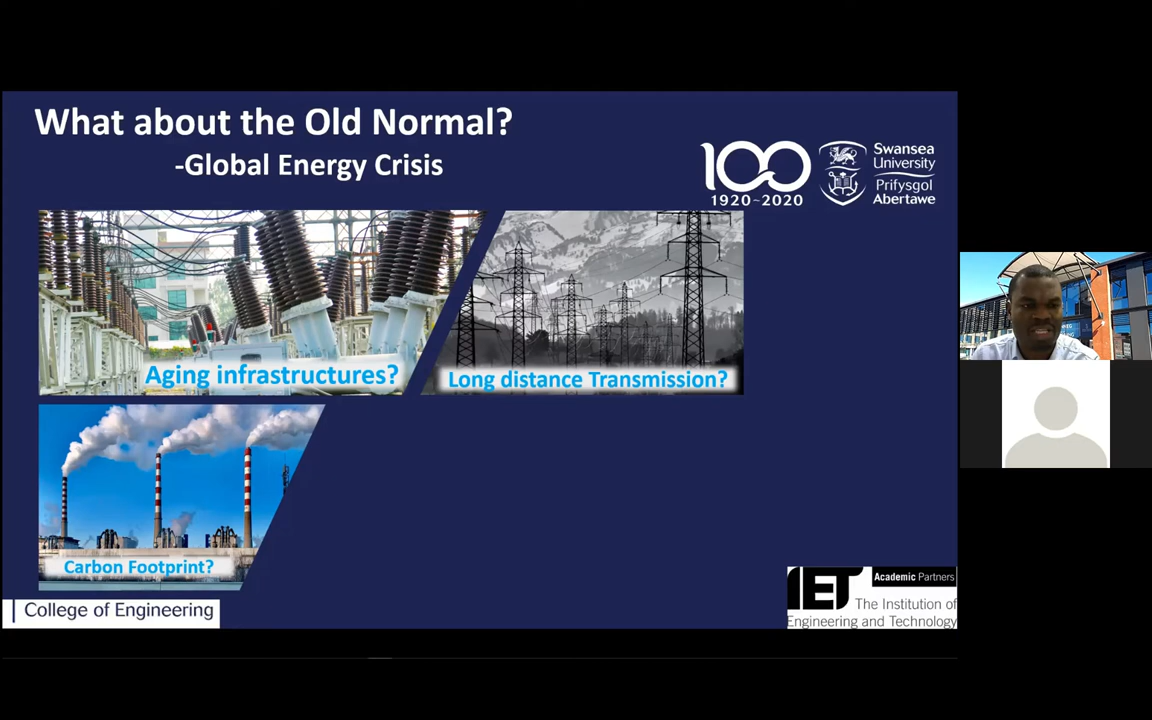 What about the Old Normal?
-Global Energy Crisis
100
1920~2020
Swansea
University
Prifysgol
Abertawe
Aging infrastructures?
Long distance Transmission?
Carbon Footprint?
College of Engineering
IET
Academic Partners
The Institution of
Engineering and Technology